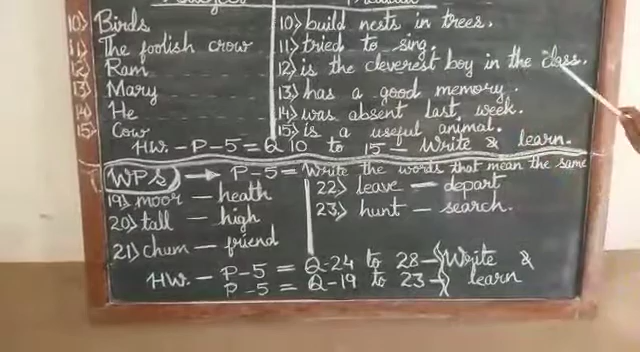 10) Birds 10) build nests in trees.
11) The foolish crow 11) tried to sing.
12) Ram 12) is the cleverest boy in the class.
13) Mary 13) has a good memory.
14) He 14) was absent last week.
15) Cow 15) is a useful animal.
HW. - P-5 = Q 10 to 15 - Write & learn.
WPS → P-5 = Write the words that mean the same
19) moor - heath 22) leave - depart
20) tall - high 23) hunt - search.
21) chum - friend
HW. - P-5 = Q-24 to 28 - Write &
P-5 = Q-19 to 23 - learn